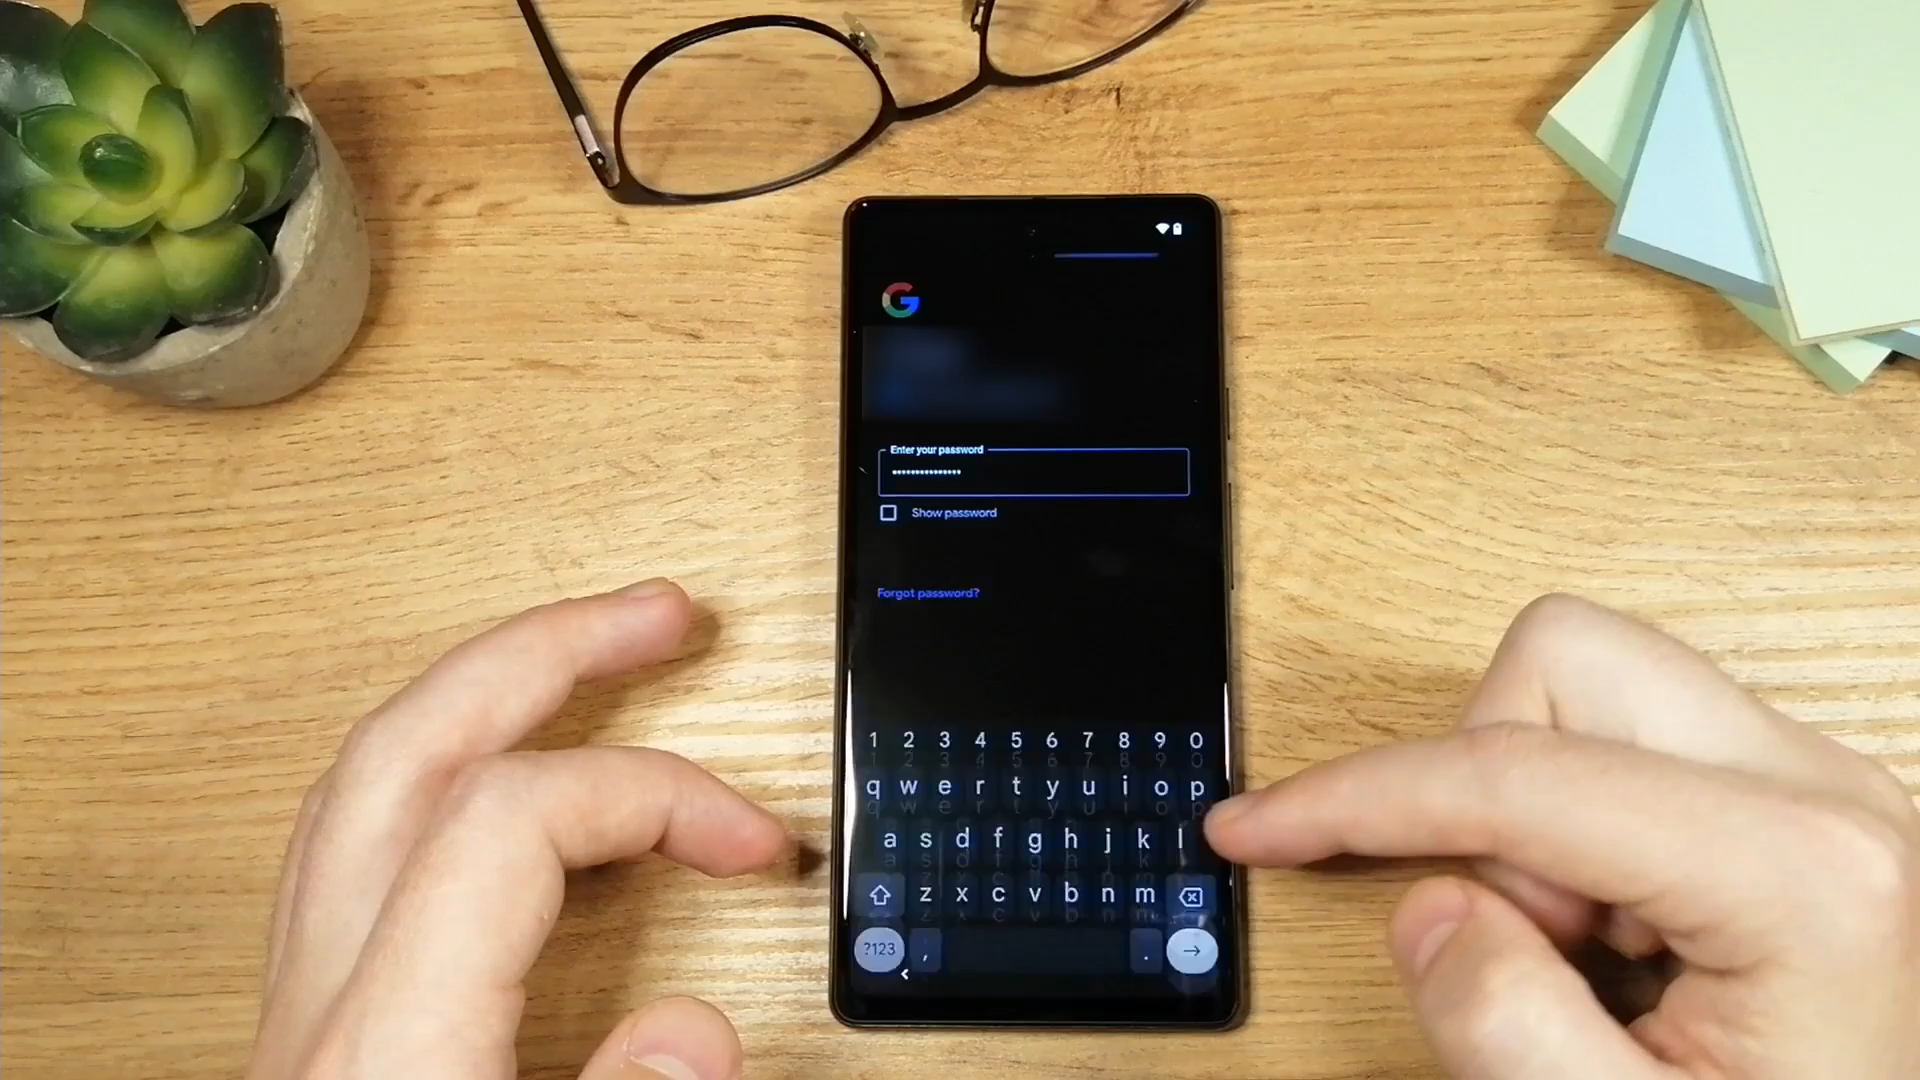 G
Enter your password
•••••••••••••••
Show password
Forgot password?
1 2 3 4 5 6 7 8 9 0
q w e r t y u i o p
a s d f g h j k l
z x c v b n m
?123 , .